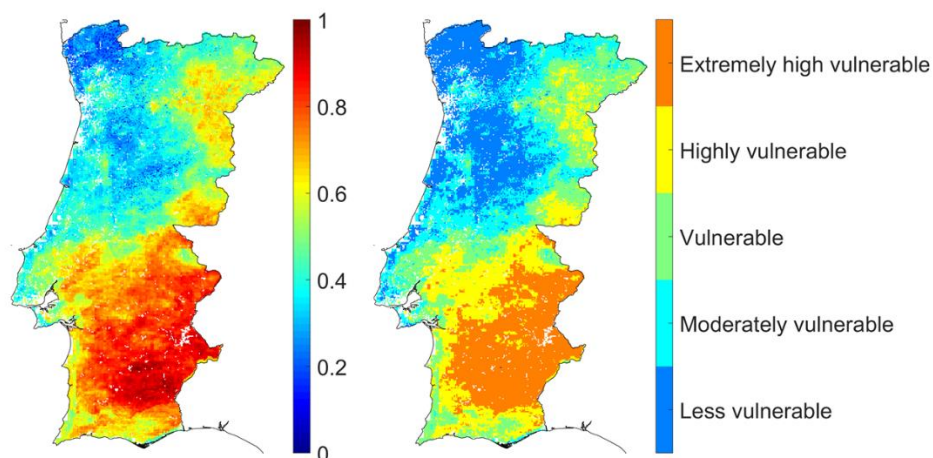 1
0.8
0.6
0.4
0.2
0
Extremely high vulnerable
Highly vulnerable
Vulnerable
Moderately vulnerable
Less vulnerable